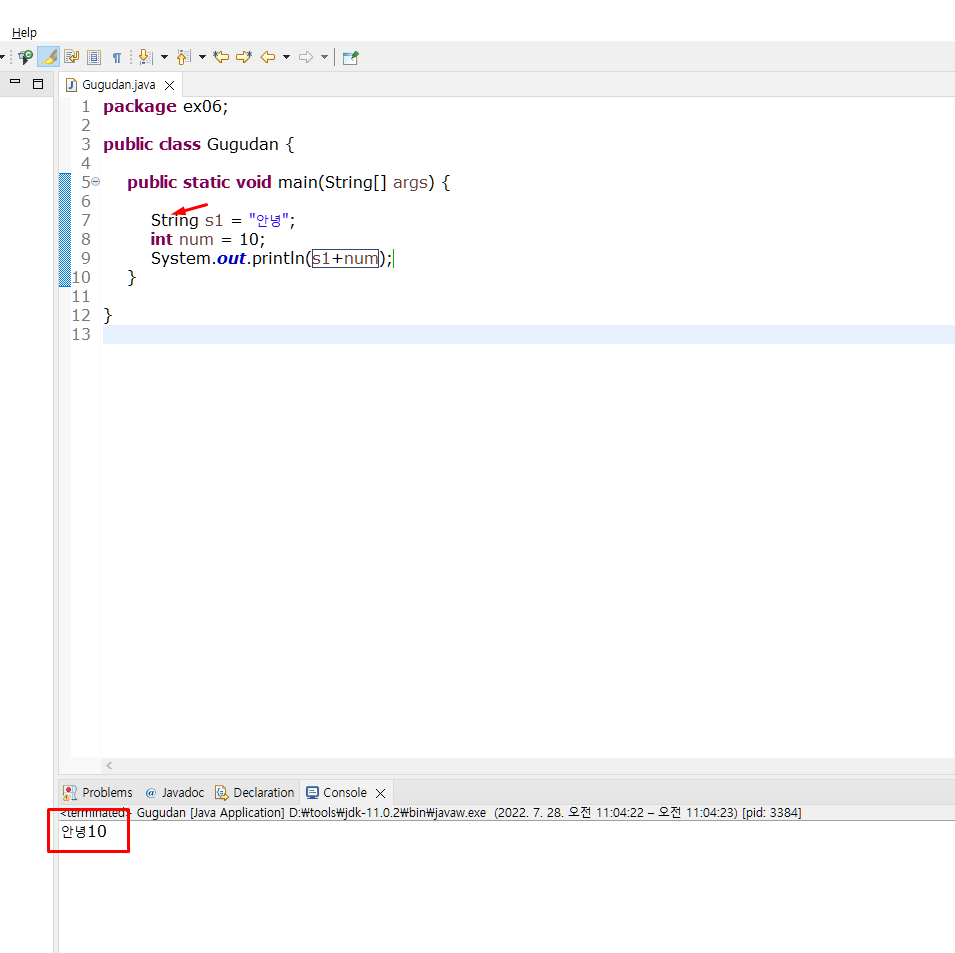 Help
Gugudan.java
1 package ex06;
2
3 public class Gugudan {
4
5 public static void main(String[] args) {
6
7 String s1 = "안녕";
8 int num = 10;
9 System.out.println(s1+num);
10 }
11
12 }
13
Problems @ Javadoc Declaration Console
<terminated> Gugudan [Java Application] D:₩tools₩jdk-11.0.2₩bin₩javaw.exe (2022. 7. 28. 오전 11:04:22 – 오전 11:04:23) [pid: 3384]
안녕10